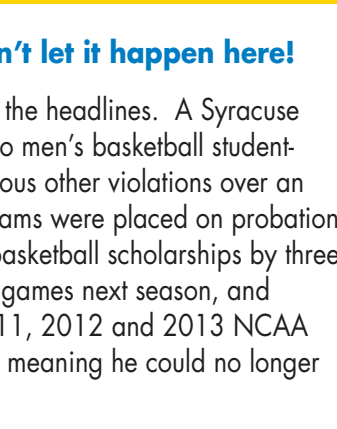 n't let it happen here!
the headlines. A Syracuse
o men's basketball student-
ous other violations over an
ams were placed on probation
basketball scholarships by three
games next season, and
11, 2012 and 2013 NCAA
meaning he could no longer